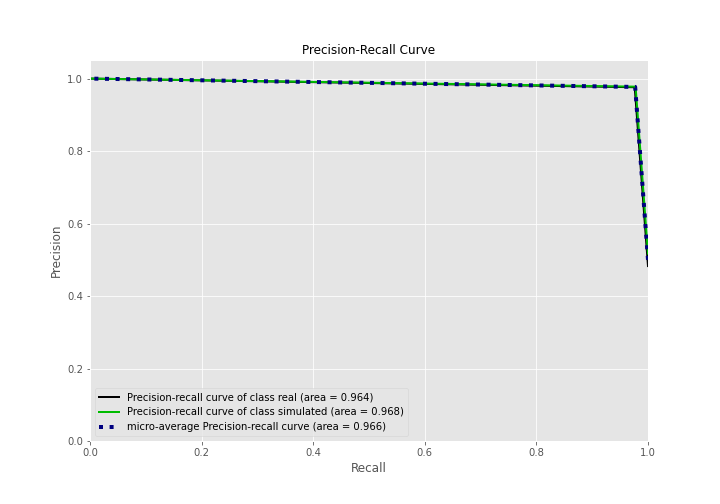 Precision-Recall Curve
1.0
0.8
0.6
0.4
0.2
0.0
Precision
Precision-recall curve of class real (area = 0.964)
Precision-recall curve of class simulated (area = 0.968)
micro-average Precision-recall curve (area = 0.966)
0.0 0.2 0.4 0.6 0.8 1.0
Recall